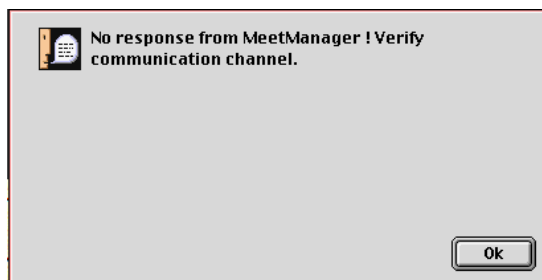 No response from MeetManager ! Verify
communication channel.
Ok